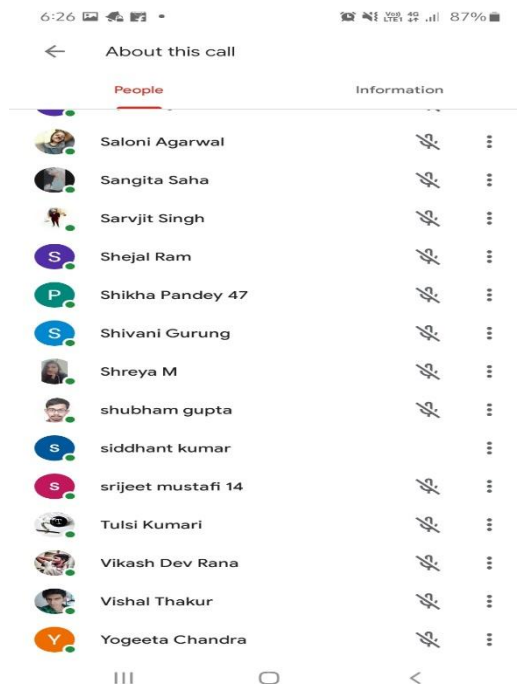 6:26 87%
About this call
People Information
Saloni Agarwal
Sangita Saha
Sarvjit Singh
S Shejal Ram
P Shikha Pandey 47
S Shivani Gurung
Shreya M
shubham gupta
s siddhant kumar
s srijeet mustafi 14
Tulsi Kumari
Vikash Dev Rana
Vishal Thakur
Y Yogeeta Chandra